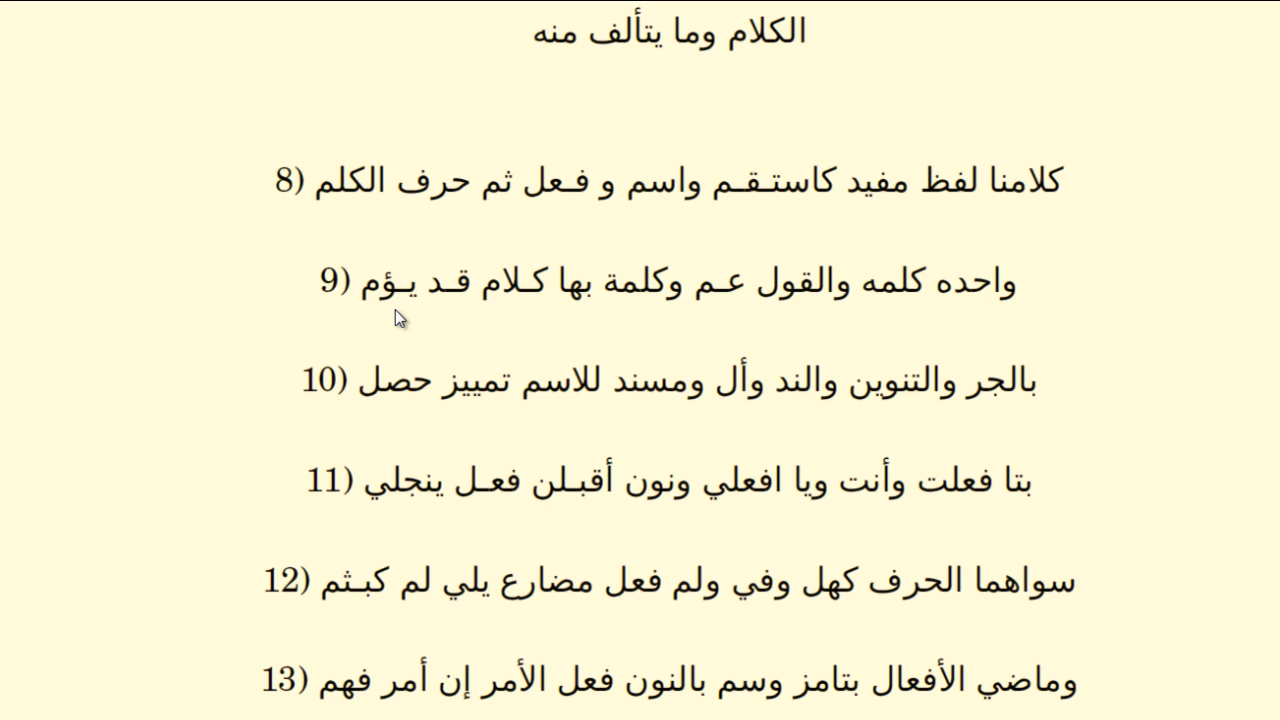 الكلام وما يتألف منه
كلامنا لفظ مفيد كاستـقـم واسم و فـعل ثم حرف الكلم (8
واحده كلمه والقول عـم وكلمة بها كـلام قـد يـؤم (9
بالجر والتنوين والند وأل ومسند للاسم تمييز حصل (10
بتا فعلت وأنت ويا افعلي ونون أقبـلن فعـل ينجلي (11
سواهما الحرف كهل وفي ولم فعل مضارع يلي لم كبـثم (12
وماضي الأفعال بتامز وسم بالنون فعل الأمر إن أمر فهم (13